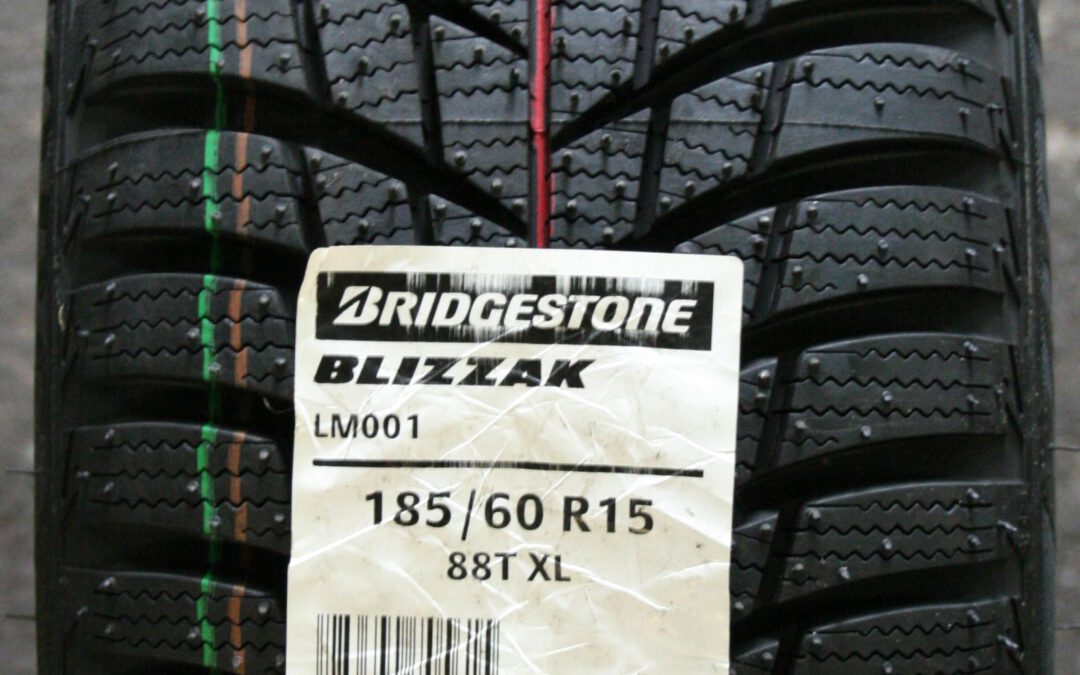 BRIDGESTONE
BLIZZAK
LM001
185/60 R15
88T XL